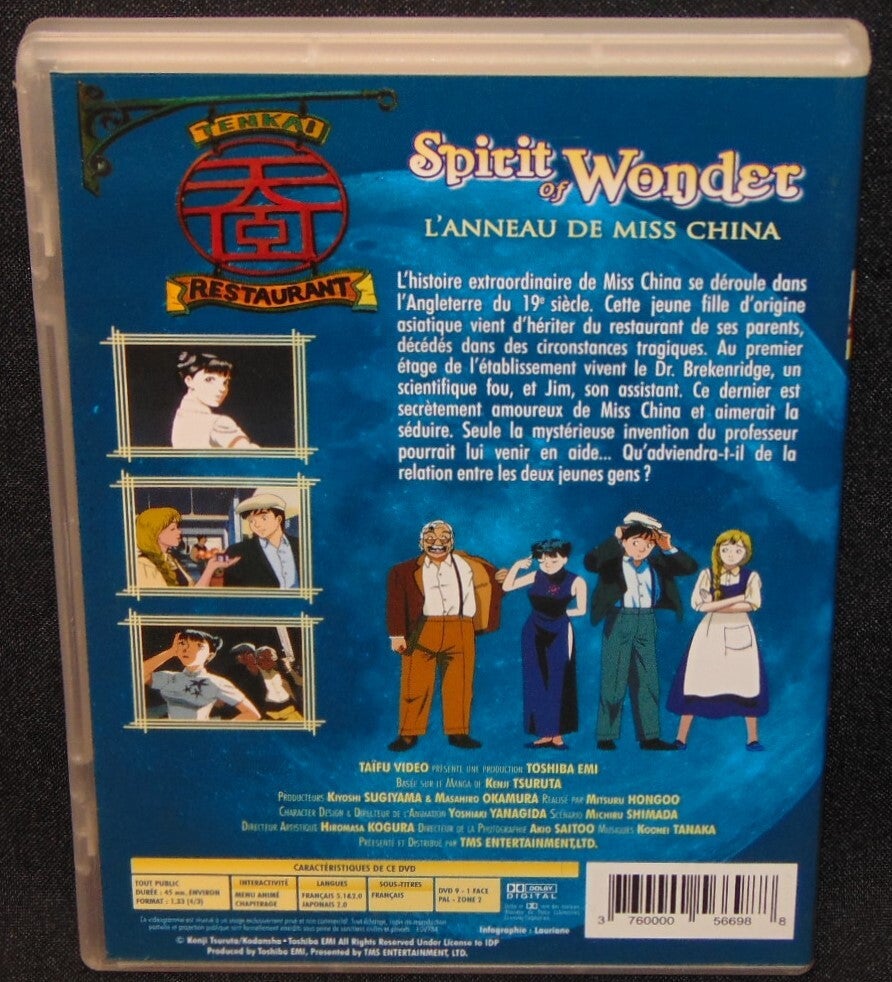 TENKAI
RESTAURANT
Spirit of Wonder
L'ANNEAU DE MISS CHINA
L'histoire extraordinaire de Miss China se déroule dans
l'Angleterre du 19e siècle. Cette jeune fille d'origine
asiatique vient d'hériter du restaurant de ses parents,
décédés dans des circonstances tragiques. Au premier
étage de l'établissement vivent le Dr. Brekenridge, un
scientifique fou, et Jim, son assistant. Ce dernier est
secrètement amoureux de Miss China et aimerait la
séduire. Seule la mystérieuse invention du professeur
pourrait lui venir en aide... Qu'adviendra-t-il de la
relation entre les deux jeunes gens ?
TAÏFU VIDEO PRÉSENTE UNE PRODUCTION TOSHIBA EMI
BASÉE SUR LE MANGA DE KENJI TSURUTA
PRODUCTEURS KIYOSHI SUGIYAMA & MASAHIRO OKAMURA RÉALISÉ PAR MITSURU HONGOO
CHARACTER DESIGN & DIRECTEUR DE L'ANIMATION YOSHIAKI YANAGIDA SCÉNARIO MICHIRU SHIMADA
DIRECTEUR ARTISTIQUE HIROMASA KOGURA DIRECTEUR DE LA PHOTOGRAPHIE AKIO SAITOO MUSIQUES KOOHEI TANAKA
PRÉSENTÉ ET DISTRIBUÉ PAR TMS ENTERTAINMENT,LTD.
CARACTÉRISTIQUES DE CE DVD
TOUT PUBLIC
DURÉE : 45 mn. ENVIRON
FORMAT : 1.33 (4/3)
INTERACTIVITÉ
MENU ANIMÉ
CHAPITRAGE
LANGUES
FRANÇAIS 5.1&2.0
JAPONAIS 2.0
SOUS-TITRES
FRANÇAIS
DVD 9 - 1 FACE
PAL - ZONE 2
DOLBY
DIGITAL
3 760000 56698 8
Infographie : Lauriane
© Kenji Tsuruta/Kodansha • Toshiba EMI All Rights Reserved Under License to IDP
Produced by Toshiba EMI, Presented by TMS ENTERTAINMENT, LTD.